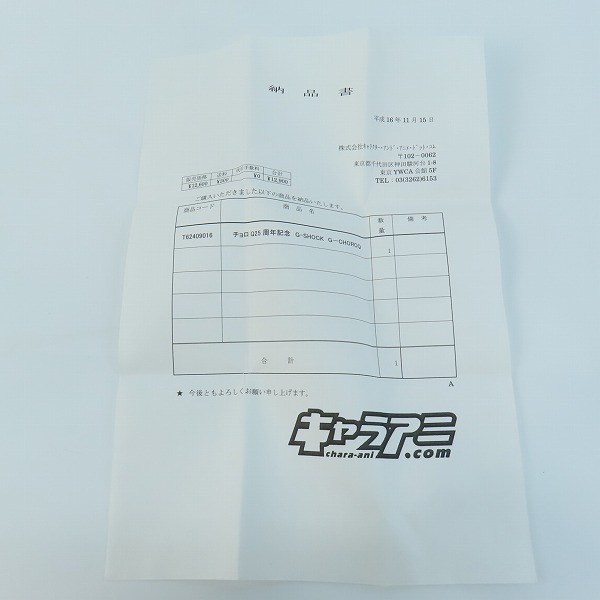 納品書
平成16年11月15日
株式会社キャラクター・アンド・アニメ・ドット・コム
〒102-0062
東京都千代田区神田駿河台1-8
東京YWCA会館5F
TEL：03(3262)6153
販売価格 送料 代引手数料 合計
¥12,600 ¥300 ¥0 ¥12,900
ご購入いただきました以下の商品を納品いたします。
商品コード 商品名 数量 備考
T62409016 チョロQ25周年記念 G-SHOCK G-CHOROQ 1
合計 1
A
★ 今後ともよろしくお願い申し上げます。
キャラアニ
chara-ani.com